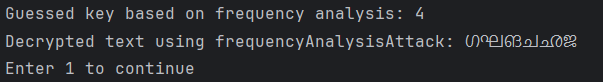 Guessed key based on frequency analysis: 4
Decrypted text using frequencyAnalysisAttack: ഗഘങചഛജ
Enter 1 to continue